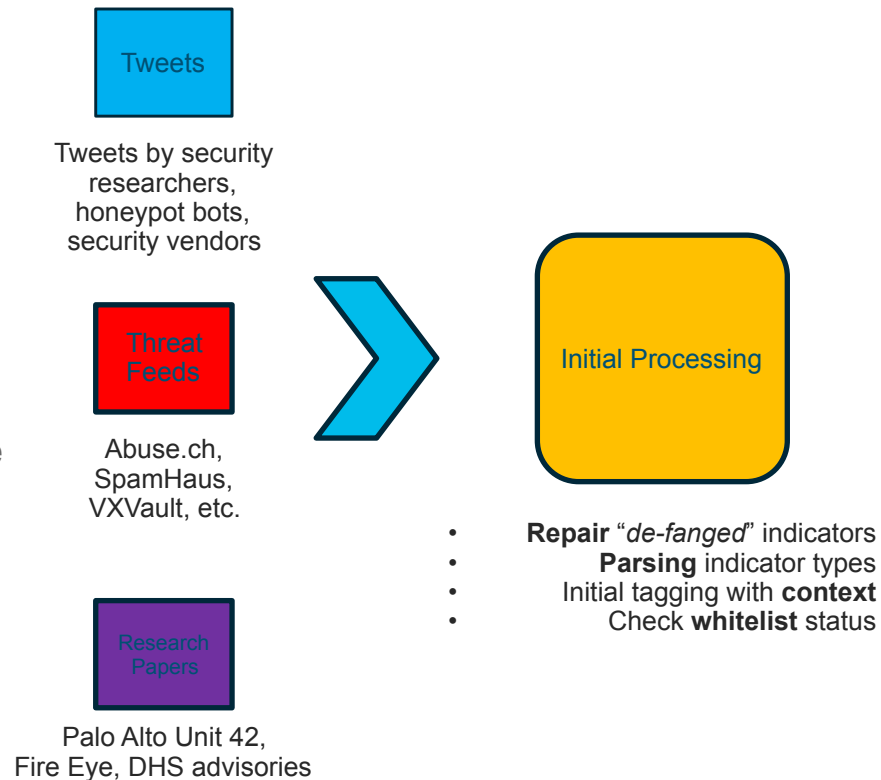 Tweets
Tweets by security
researchers,
honeypot bots,
security vendors
Threat
Feeds
Abuse.ch,
SpamHaus,
VXVault, etc.
Research
Papers
Palo Alto Unit 42,
Fire Eye, DHS advisories
Initial Processing
• Repair “de-fanged” indicators
• Parsing indicator types
• Initial tagging with context
• Check whitelist status